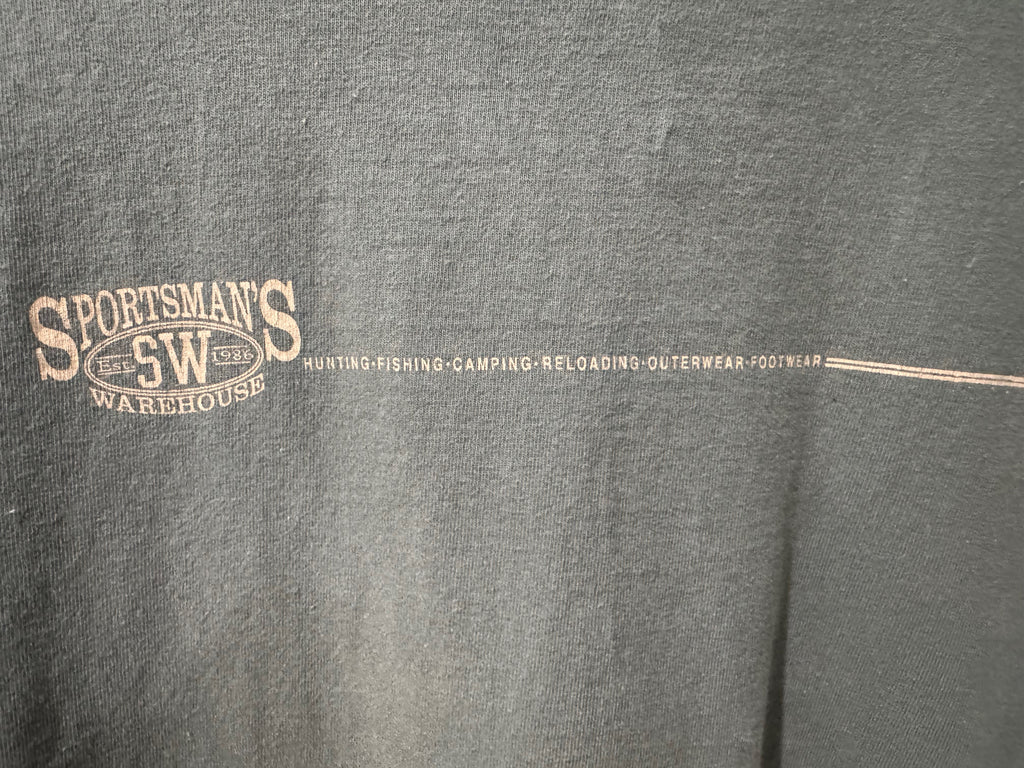 SPORTSMAN'S
EST. SW 1986
WAREHOUSE
HUNTING·FISHING·CAMPING·RELOADING·OUTERWEAR·FOOTWEAR